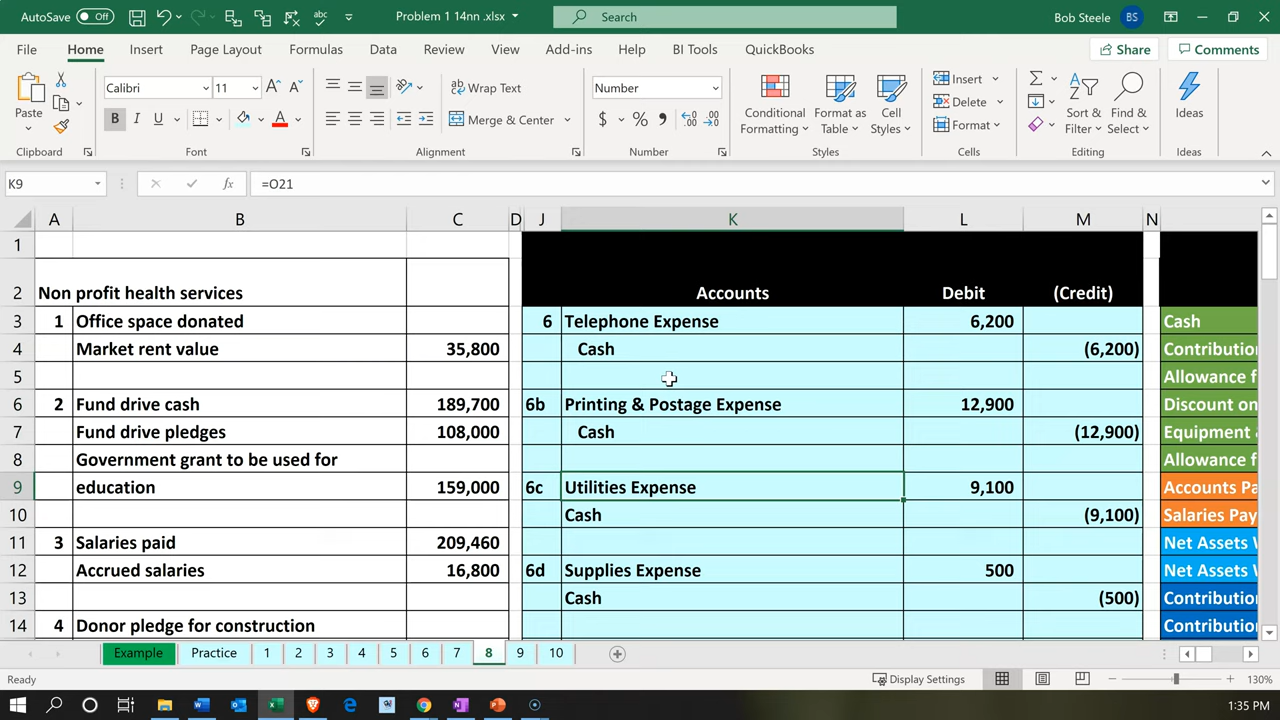 AutoSave Off Problem 1 14nn .xlsx Search Bob Steele BS
File Home Insert Page Layout Formulas Data Review View Add-ins Help BI Tools QuickBooks Share Comments
Paste Calibri 11 Wrap Text Number Conditional Formatting Format as Table Cell Styles Insert Sort & Filter Find & Select Ideas
B I U A Merge & Center $ % Delete
Format
Clipboard Font Alignment Number Styles Cells Editing Ideas
K9 fx =O21
A B C D J K L M N
1
2 Non profit health services Accounts Debit (Credit)
3 1 Office space donated 6 Telephone Expense 6,200 Cash
4 Market rent value 35,800 Cash (6,200) Contribution
5 Allowance f
6 2 Fund drive cash 189,700 6b Printing & Postage Expense 12,900 Discount on
7 Fund drive pledges 108,000 Cash (12,900) Equipment &
8 Government grant to be used for Allowance f
9 education 159,000 6c Utilities Expense 9,100 Accounts Pa
10 Cash (9,100) Salaries Pay
11 3 Salaries paid 209,460 Net Assets W
12 Accrued salaries 16,800 6d Supplies Expense 500 Net Assets W
13 Cash (500) Contribution
14 4 Donor pledge for construction Contribution
Example Practice 1 2 3 4 5 6 7 8 9 10
Ready Display Settings 130%
1:35 PM